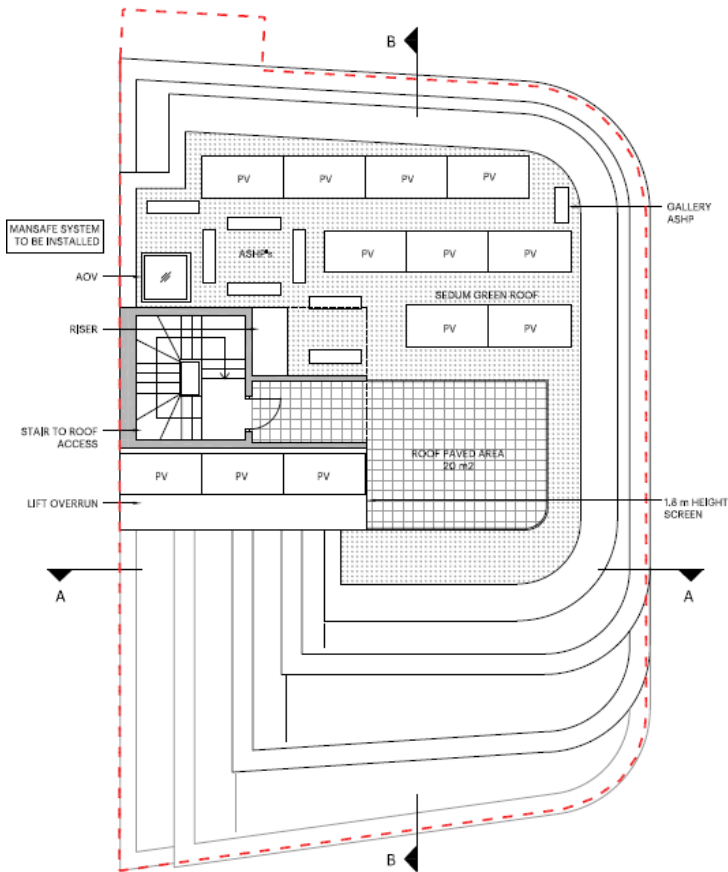 B
PV
PV
PV
PV
GALLERY
ASHP
MANSAFE SYSTEM
TO BE INSTALLED
ASHP's
PV
PV
PV
AOV
SEDUM GREEN ROOF
RISER
PV
PV
STAIR TO ROOF
ACCESS
ROOF PAVED AREA
20 m2
PV
PV
PV
LIFT OVERRUN
1.8 m HEIGHT
SCREEN
A
A
B